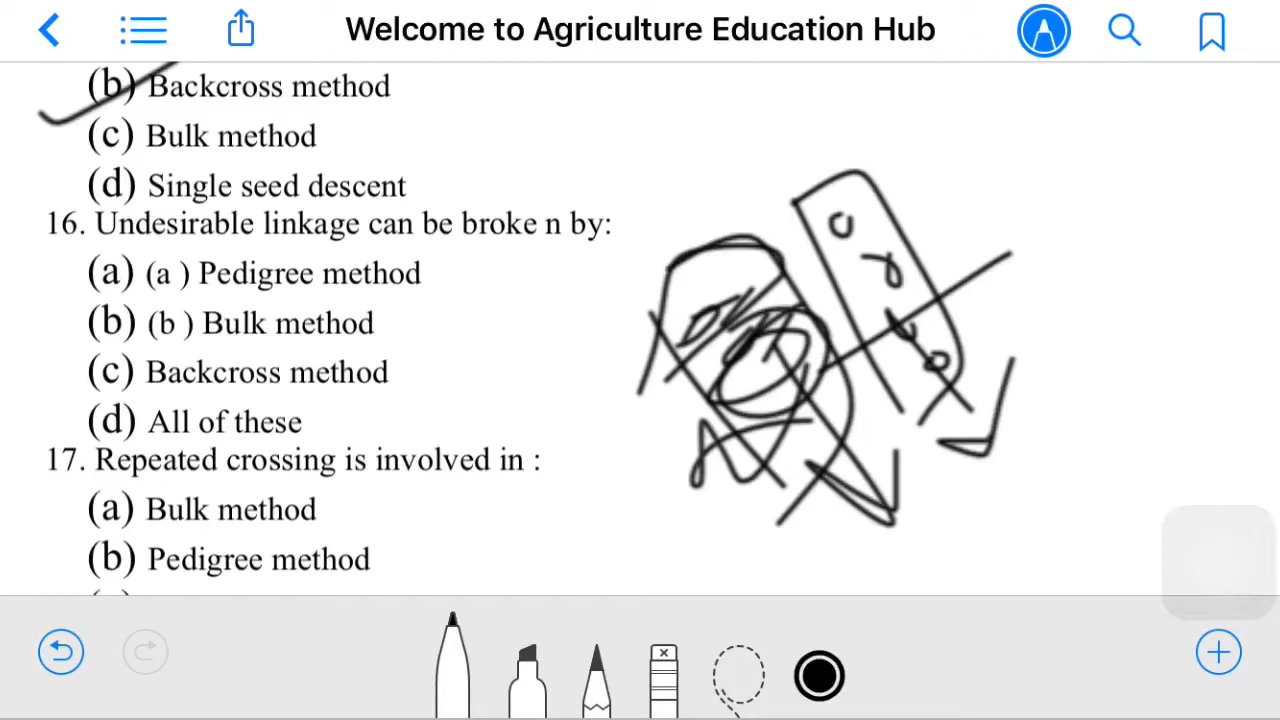 Welcome to Agriculture Education Hub
(b) Backcross method
(c) Bulk method
(d) Single seed descent
16. Undesirable linkage can be broke n by:
(a) (a ) Pedigree method
(b) (b ) Bulk method
(c) Backcross method
(d) All of these
17. Repeated crossing is involved in :
(a) Bulk method
(b) Pedigree method